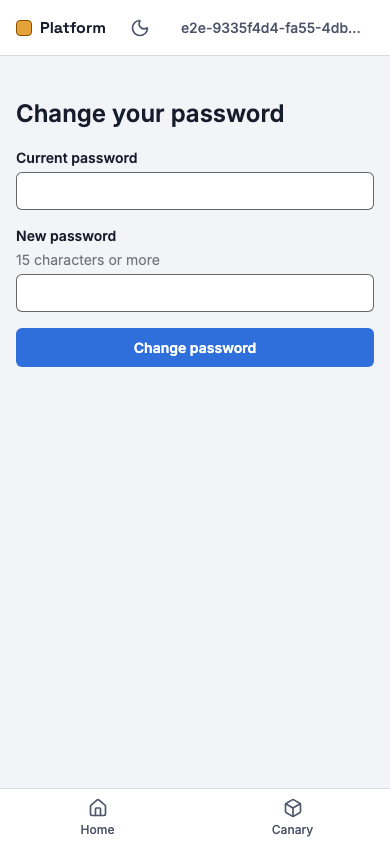 Platform
e2e-9335f4d4-fa55-4db...
Change your password
Current password
New password
15 characters or more
Change password
Home
Canary